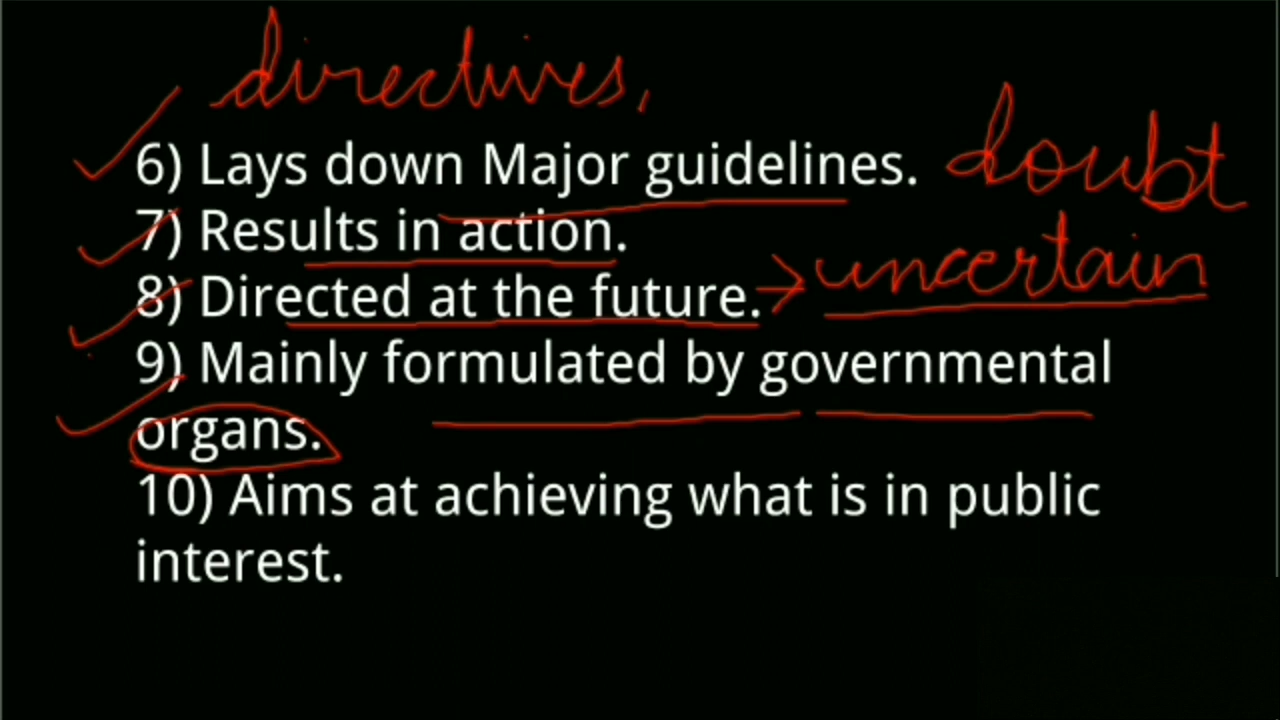 directives,
6) Lays down Major guidelines. doubt
7) Results in action.
8) Directed at the future. → uncertain
9) Mainly formulated by governmental
organs.
10) Aims at achieving what is in public
interest.